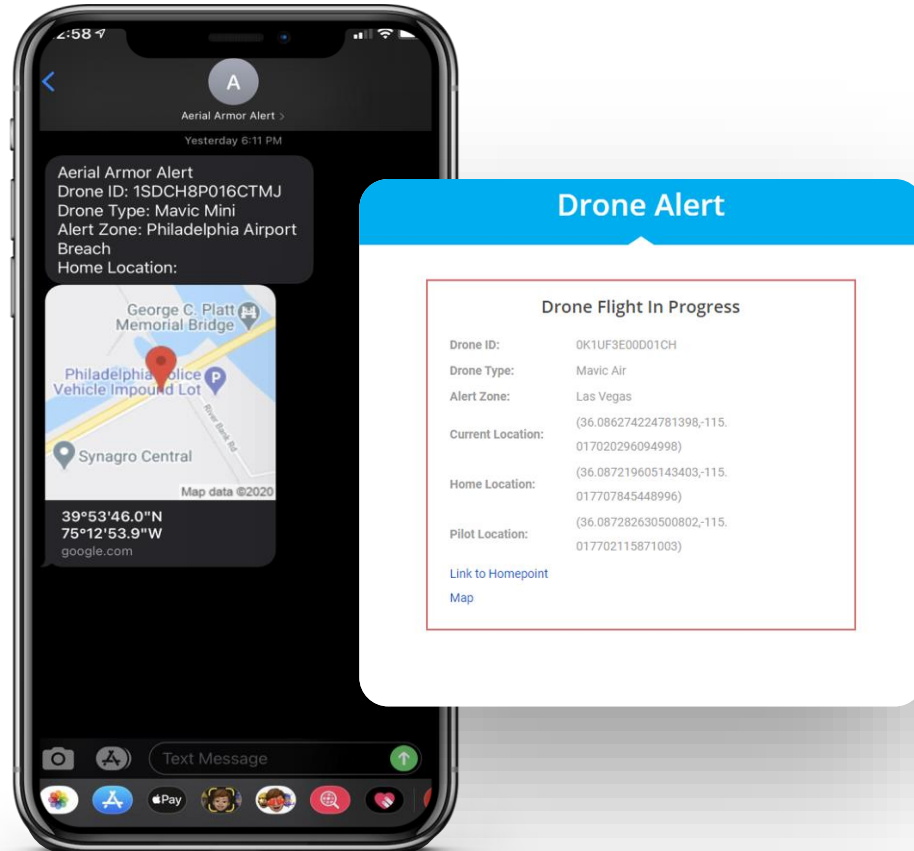 2:58
A
Aerial Armor Alert >
Yesterday 6:11 PM
Aerial Armor Alert
Drone ID: 1SDCH8P016CTMJ
Drone Type: Mavic Mini
Alert Zone: Philadelphia Airport
Breach
Home Location:
George C. Platt
Memorial Bridge
Philadelphia Police
Vehicle Impound Lot
P
River Bank Rd
Synagro Central
Map data ©2020
39°53'46.0"N
75°12'53.9"W
google.com
Text Message
Pay
Drone Alert
Drone Flight In Progress
Drone ID: 0K1UF3E00D01CH
Drone Type: Mavic Air
Alert Zone: Las Vegas
Current Location: (36.086274224781398,-115.
017020296094998)
Home Location: (36.087219605143403,-115.
017707845448996)
Pilot Location: (36.087282630500802,-115.
017702115871003)
Link to Homepoint
Map